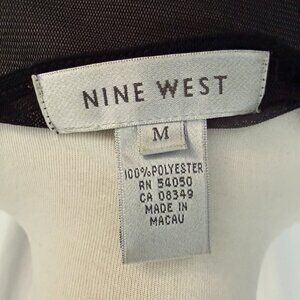 NINE WEST
M
100% POLYESTER
RN 54050
CA 08349
MADE IN
MACAU